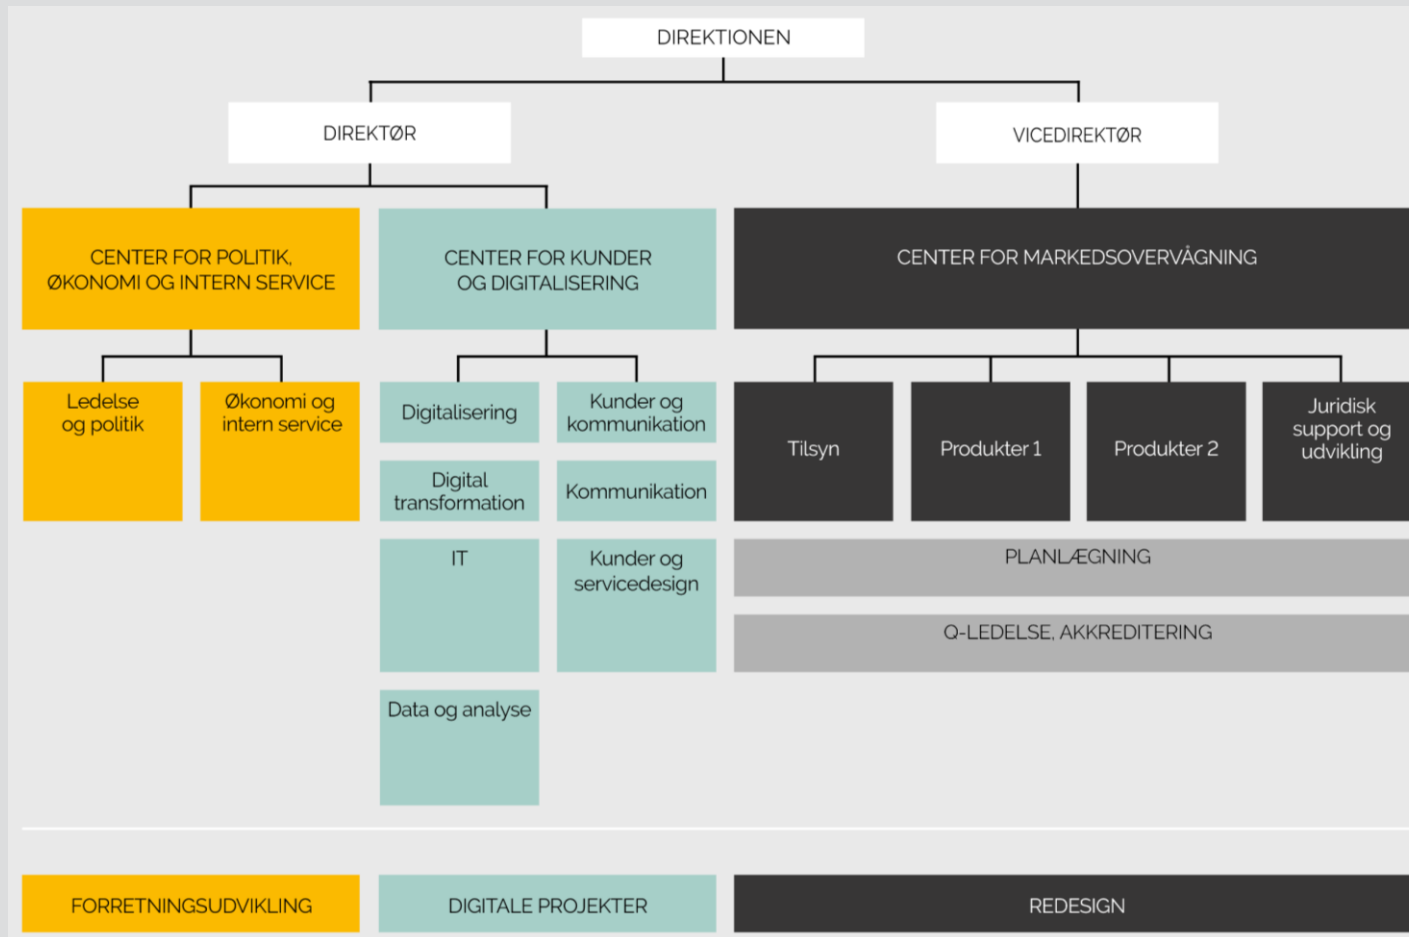 DIREKTIONEN
DIREKTØR
VICEDIREKTØR
CENTER FOR POLITIK,
ØKONOMI OG INTERN SERVICE
CENTER FOR KUNDER
OG DIGITALISERING
CENTER FOR MARKEDSOVERVÅGNING
Ledelse
og politik
Økonomi og
intern service
Digitalisering
Kunder og
kommunikation
Digital
transformation
Kommunikation
IT
Kunder og
servicedesign
Data og analyse
Tilsyn
Produkter 1
Produkter 2
Juridisk
support og
udvikling
PLANLÆGNING
Q-LEDELSE, AKKREDITERING
FORRETNINGSUDVIKLING
DIGITALE PROJEKTER
REDESIGN